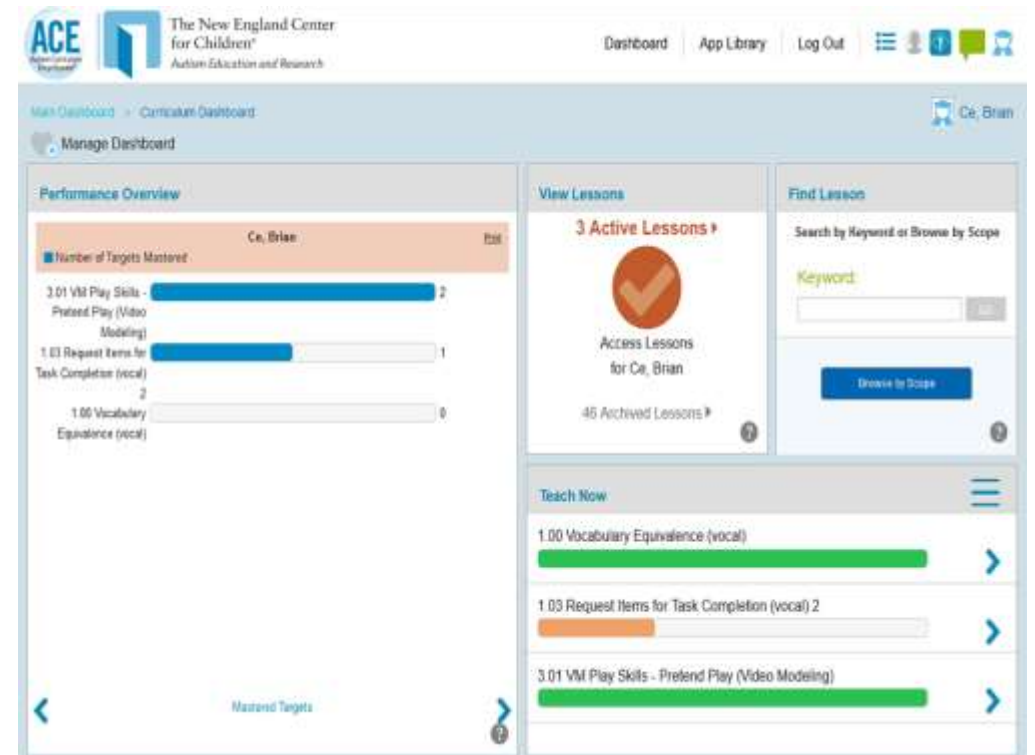 ACE
The New England Center
for Children®
Autism Education and Research
Dashboard
App Library
Log Out
Main Dashboard > Curriculum Dashboard
Ce, Brian
Manage Dashboard
Performance Overview
Ce, Brian
Print
Number of Targets Mastered
3.01 VM Play Skills -
Pretend Play (Video
Modeling)
2
1.03 Request Items for
Task Completion (vocal)
2
1
1.00 Vocabulary
Equivalence (vocal)
0
Mastered Targets
?
View Lessons
3 Active Lessons
Access Lessons
for Ce, Brian
46 Archived Lessons
?
Find Lesson
Search by Keyword or Browse by Scope
Keyword:
Browse by Scope
?
Teach Now
1.00 Vocabulary Equivalence (vocal)
1.03 Request Items for Task Completion (vocal) 2
3.01 VM Play Skills - Pretend Play (Video Modeling)